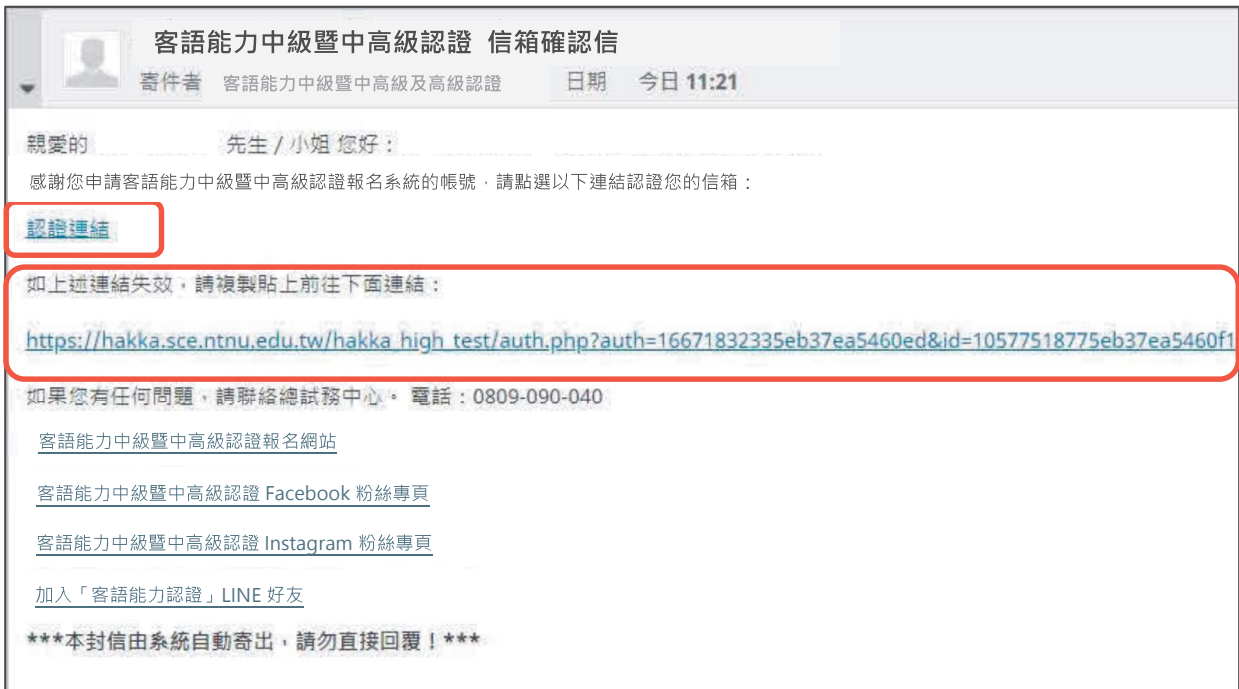 客語能力中級暨中高級認證 信箱確認信
寄件者 客語能力中級暨中高級及高級認證 日期 今日 11:21
親愛的 先生 / 小姐 您好：
感謝您申請客語能力中級暨中高級認證報名系統的帳號，請點選以下連結認證您的信箱：
認證連結
如上述連結失效，請複製貼上前往下面連結：
https://hakka.sce.ntnu.edu.tw/hakka_high_test/auth.php?auth=16671832335eb37ea5460ed&id=10577518775eb37ea5460f1
如果您有任何問題，請聯絡總試務中心。 電話：0809-090-040
客語能力中級暨中高級認證報名網站
客語能力中級暨中高級認證 Facebook 粉絲專頁
客語能力中級暨中高級認證 Instagram 粉絲專頁
加入「客語能力認證」LINE 好友
***本封信由系統自動寄出，請勿直接回覆！***